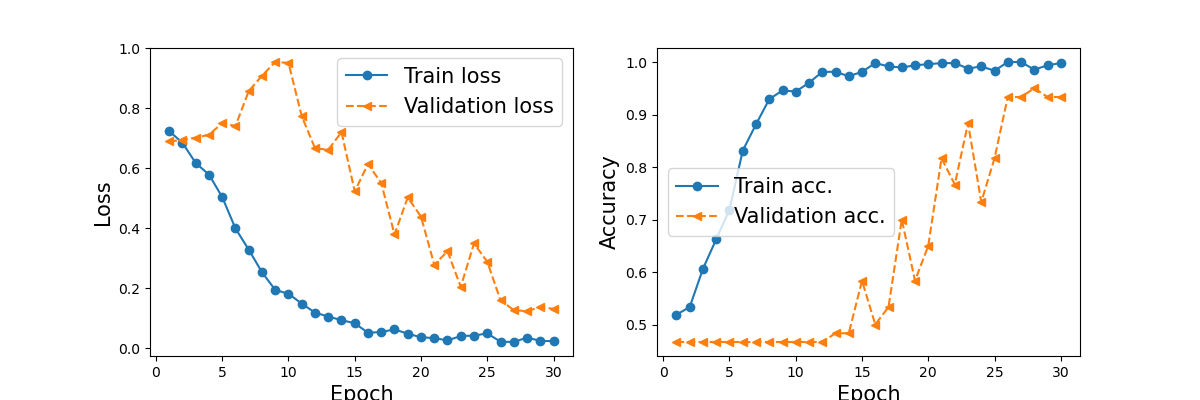 1.0
0.8
0.6
0.4
0.2
0.0
Loss
0 5 10 15 20 25 30
Epoch
Train loss
Validation loss
1.0
0.9
0.8
0.7
0.6
0.5
Accuracy
0 5 10 15 20 25 30
Epoch
Train acc.
Validation acc.